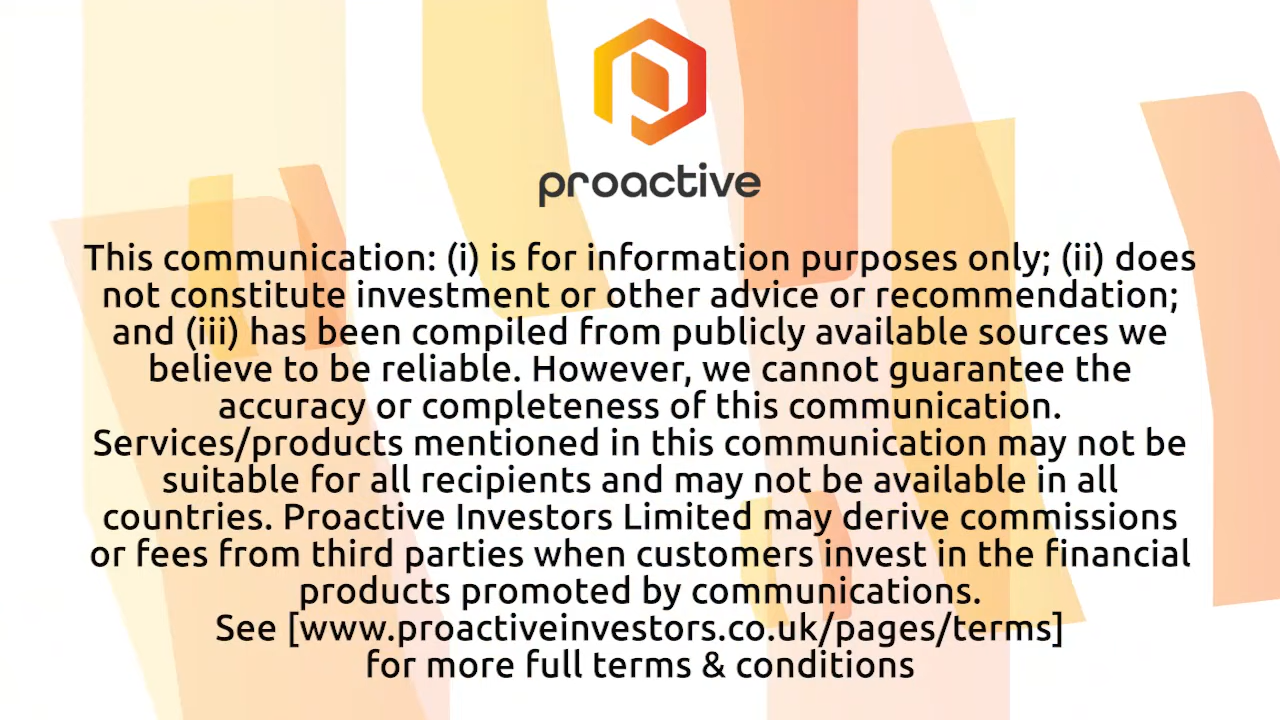 proactive
This communication: (i) is for information purposes only; (ii) does
not constitute investment or other advice or recommendation;
and (iii) has been compiled from publicly available sources we
believe to be reliable. However, we cannot guarantee the
accuracy or completeness of this communication.
Services/products mentioned in this communication may not be
suitable for all recipients and may not be available in all
countries. Proactive Investors Limited may derive commissions
or fees from third parties when customers invest in the financial
products promoted by communications.
See [www.proactiveinvestors.co.uk/pages/terms]
for more full terms & conditions